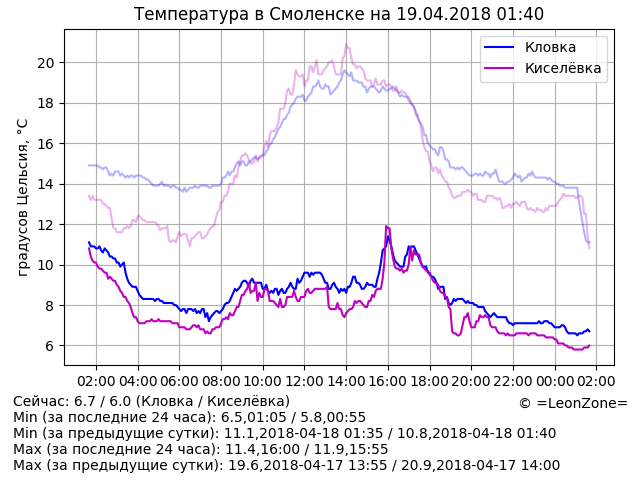 Температура в Смоленске на 19.04.2018 01:40
Кловка
Киселёвка
градусов Цельсия, °C
20
18
16
14
12
10
8
6
02:00 04:00 06:00 08:00 10:00 12:00 14:00 16:00 18:00 20:00 22:00 00:00 02:00
Сейчас: 6.7 / 6.0 (Кловка / Киселёвка)
© =LeonZone=
Min (за последние 24 часа): 6.5,01:05 / 5.8,00:55
Min (за предыдущие сутки): 11.1,2018-04-18 01:35 / 10.8,2018-04-18 01:40
Max (за последние 24 часа): 11.4,16:00 / 11.9,15:55
Max (за предыдущие сутки): 19.6,2018-04-17 13:55 / 20.9,2018-04-17 14:00